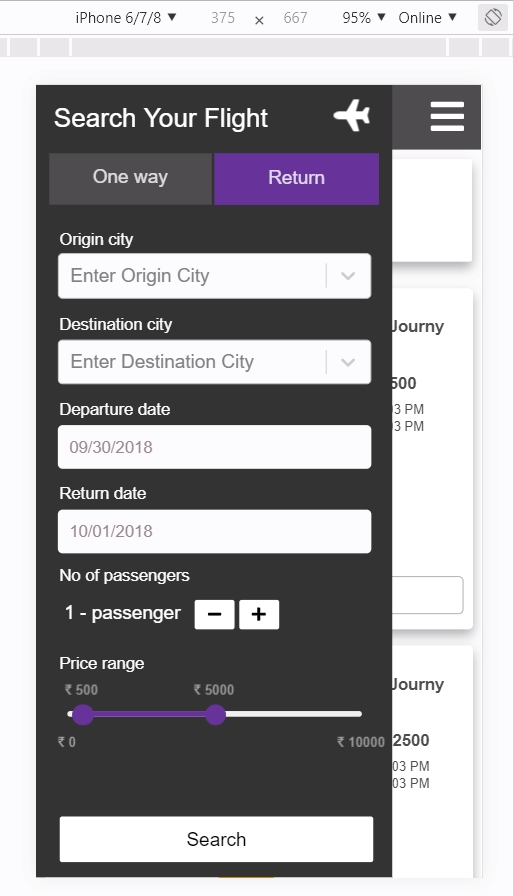 iPhone 6/7/8 ▼ 375 × 667 95% ▼ Online ▼
Search Your Flight
One way Return
Origin city
Enter Origin City
Destination city
Enter Destination City
Departure date
09/30/2018
Return date
10/01/2018
No of passengers
1 - passenger − +
Price range
₹ 500 ₹ 5000
₹ 0 ₹ 10000
Search
Journy
500
03 PM
03 PM
Journy
2500
03 PM
03 PM